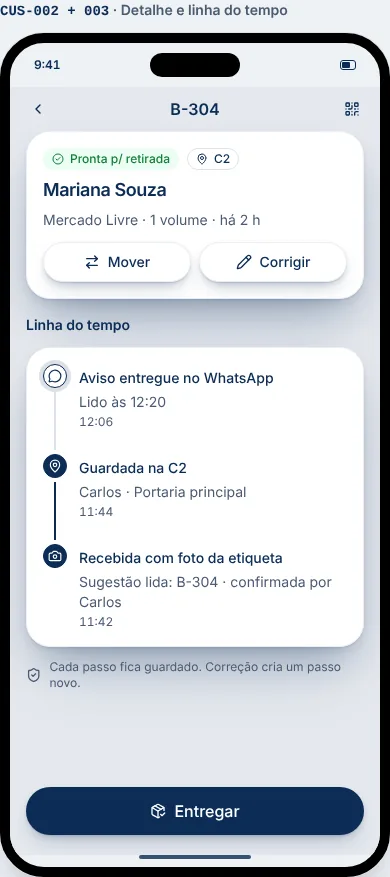 CUS-002 + 003 · Detalhe e linha do tempo
9:41
B-304
Pronta p/ retirada
C2
Mariana Souza
Mercado Livre · 1 volume · há 2 h
Mover
Corrigir
Linha do tempo
Aviso entregue no WhatsApp
Lido às 12:20
12:06
Guardada na C2
Carlos · Portaria principal
11:44
Recebida com foto da etiqueta
Sugestão lida: B-304 · confirmada por
Carlos
11:42
Cada passo fica guardado. Correção cria um passo
novo.
Entregar